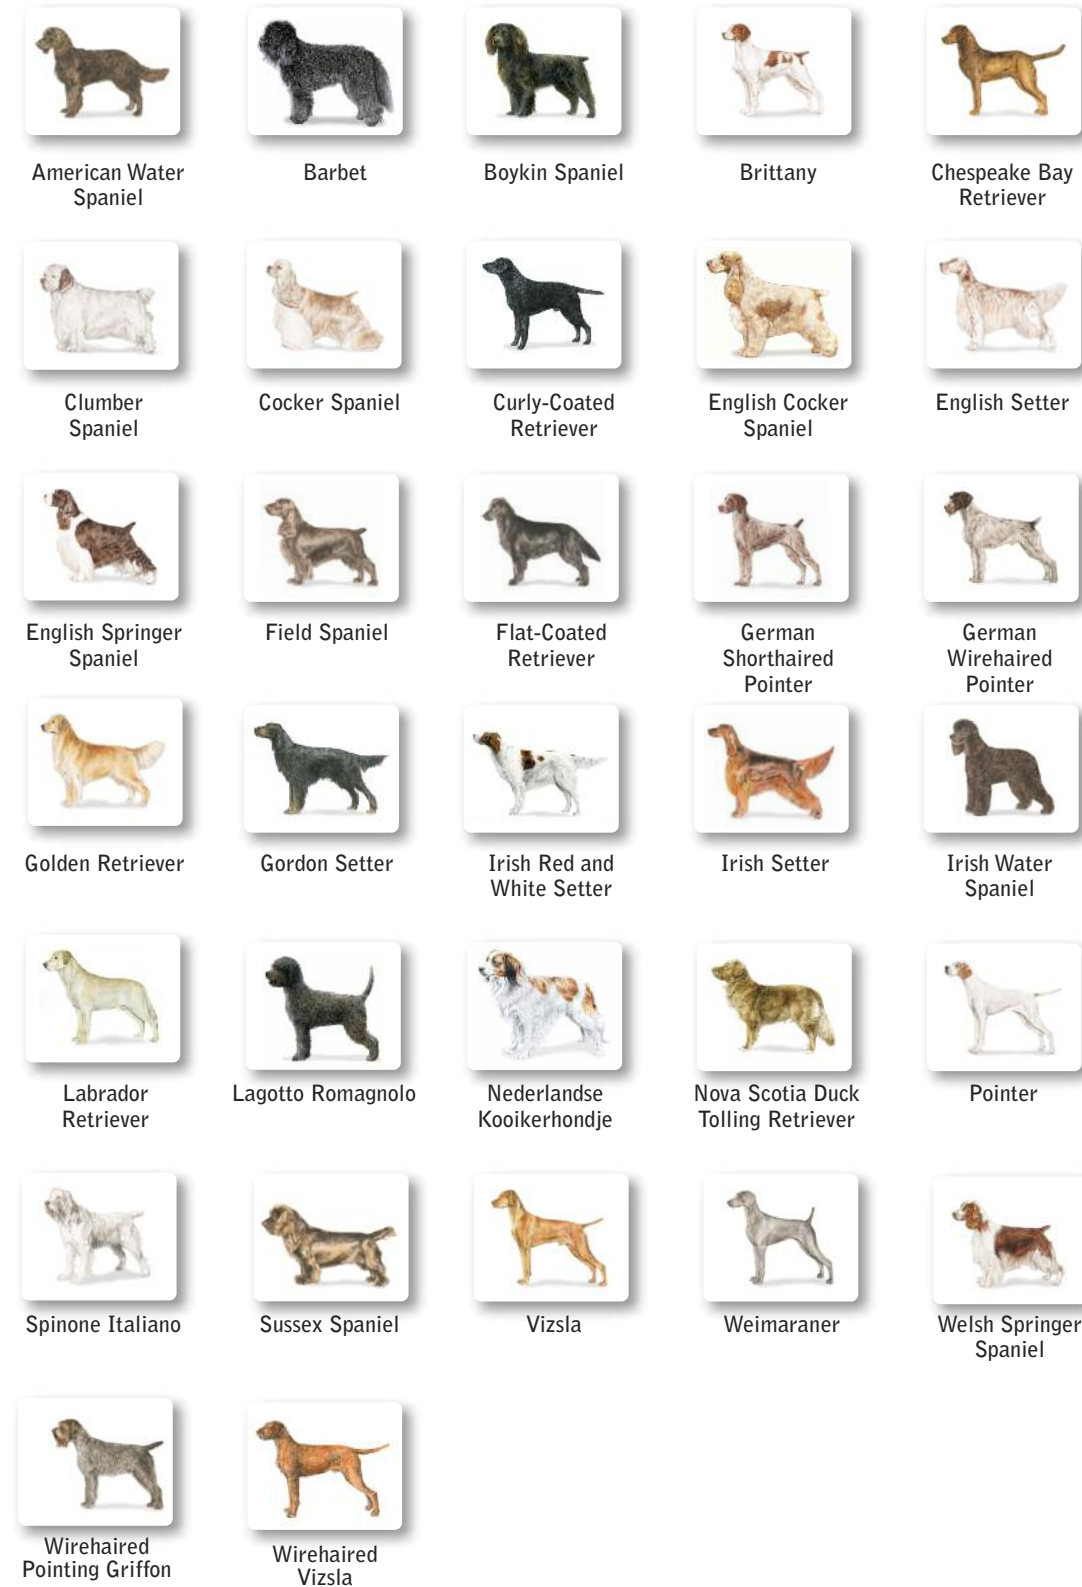 American Water
Spaniel
Barbet
Boykin Spaniel
Brittany
Chespeake Bay
Retriever
Clumber
Spaniel
Cocker Spaniel
Curly-Coated
Retriever
English Cocker
Spaniel
English Setter
English Springer
Spaniel
Field Spaniel
Flat-Coated
Retriever
German
Shorthaired
Pointer
German
Wirehaired
Pointer
Golden Retriever
Gordon Setter
Irish Red and
White Setter
Irish Setter
Irish Water
Spaniel
Labrador
Retriever
Lagotto Romagnolo
Nederlandse
Kooikerhondje
Nova Scotia Duck
Tolling Retriever
Pointer
Spinone Italiano
Sussex Spaniel
Vizsla
Weimaraner
Welsh Springer
Spaniel
Wirehaired
Pointing Griffon
Wirehaired
Vizsla